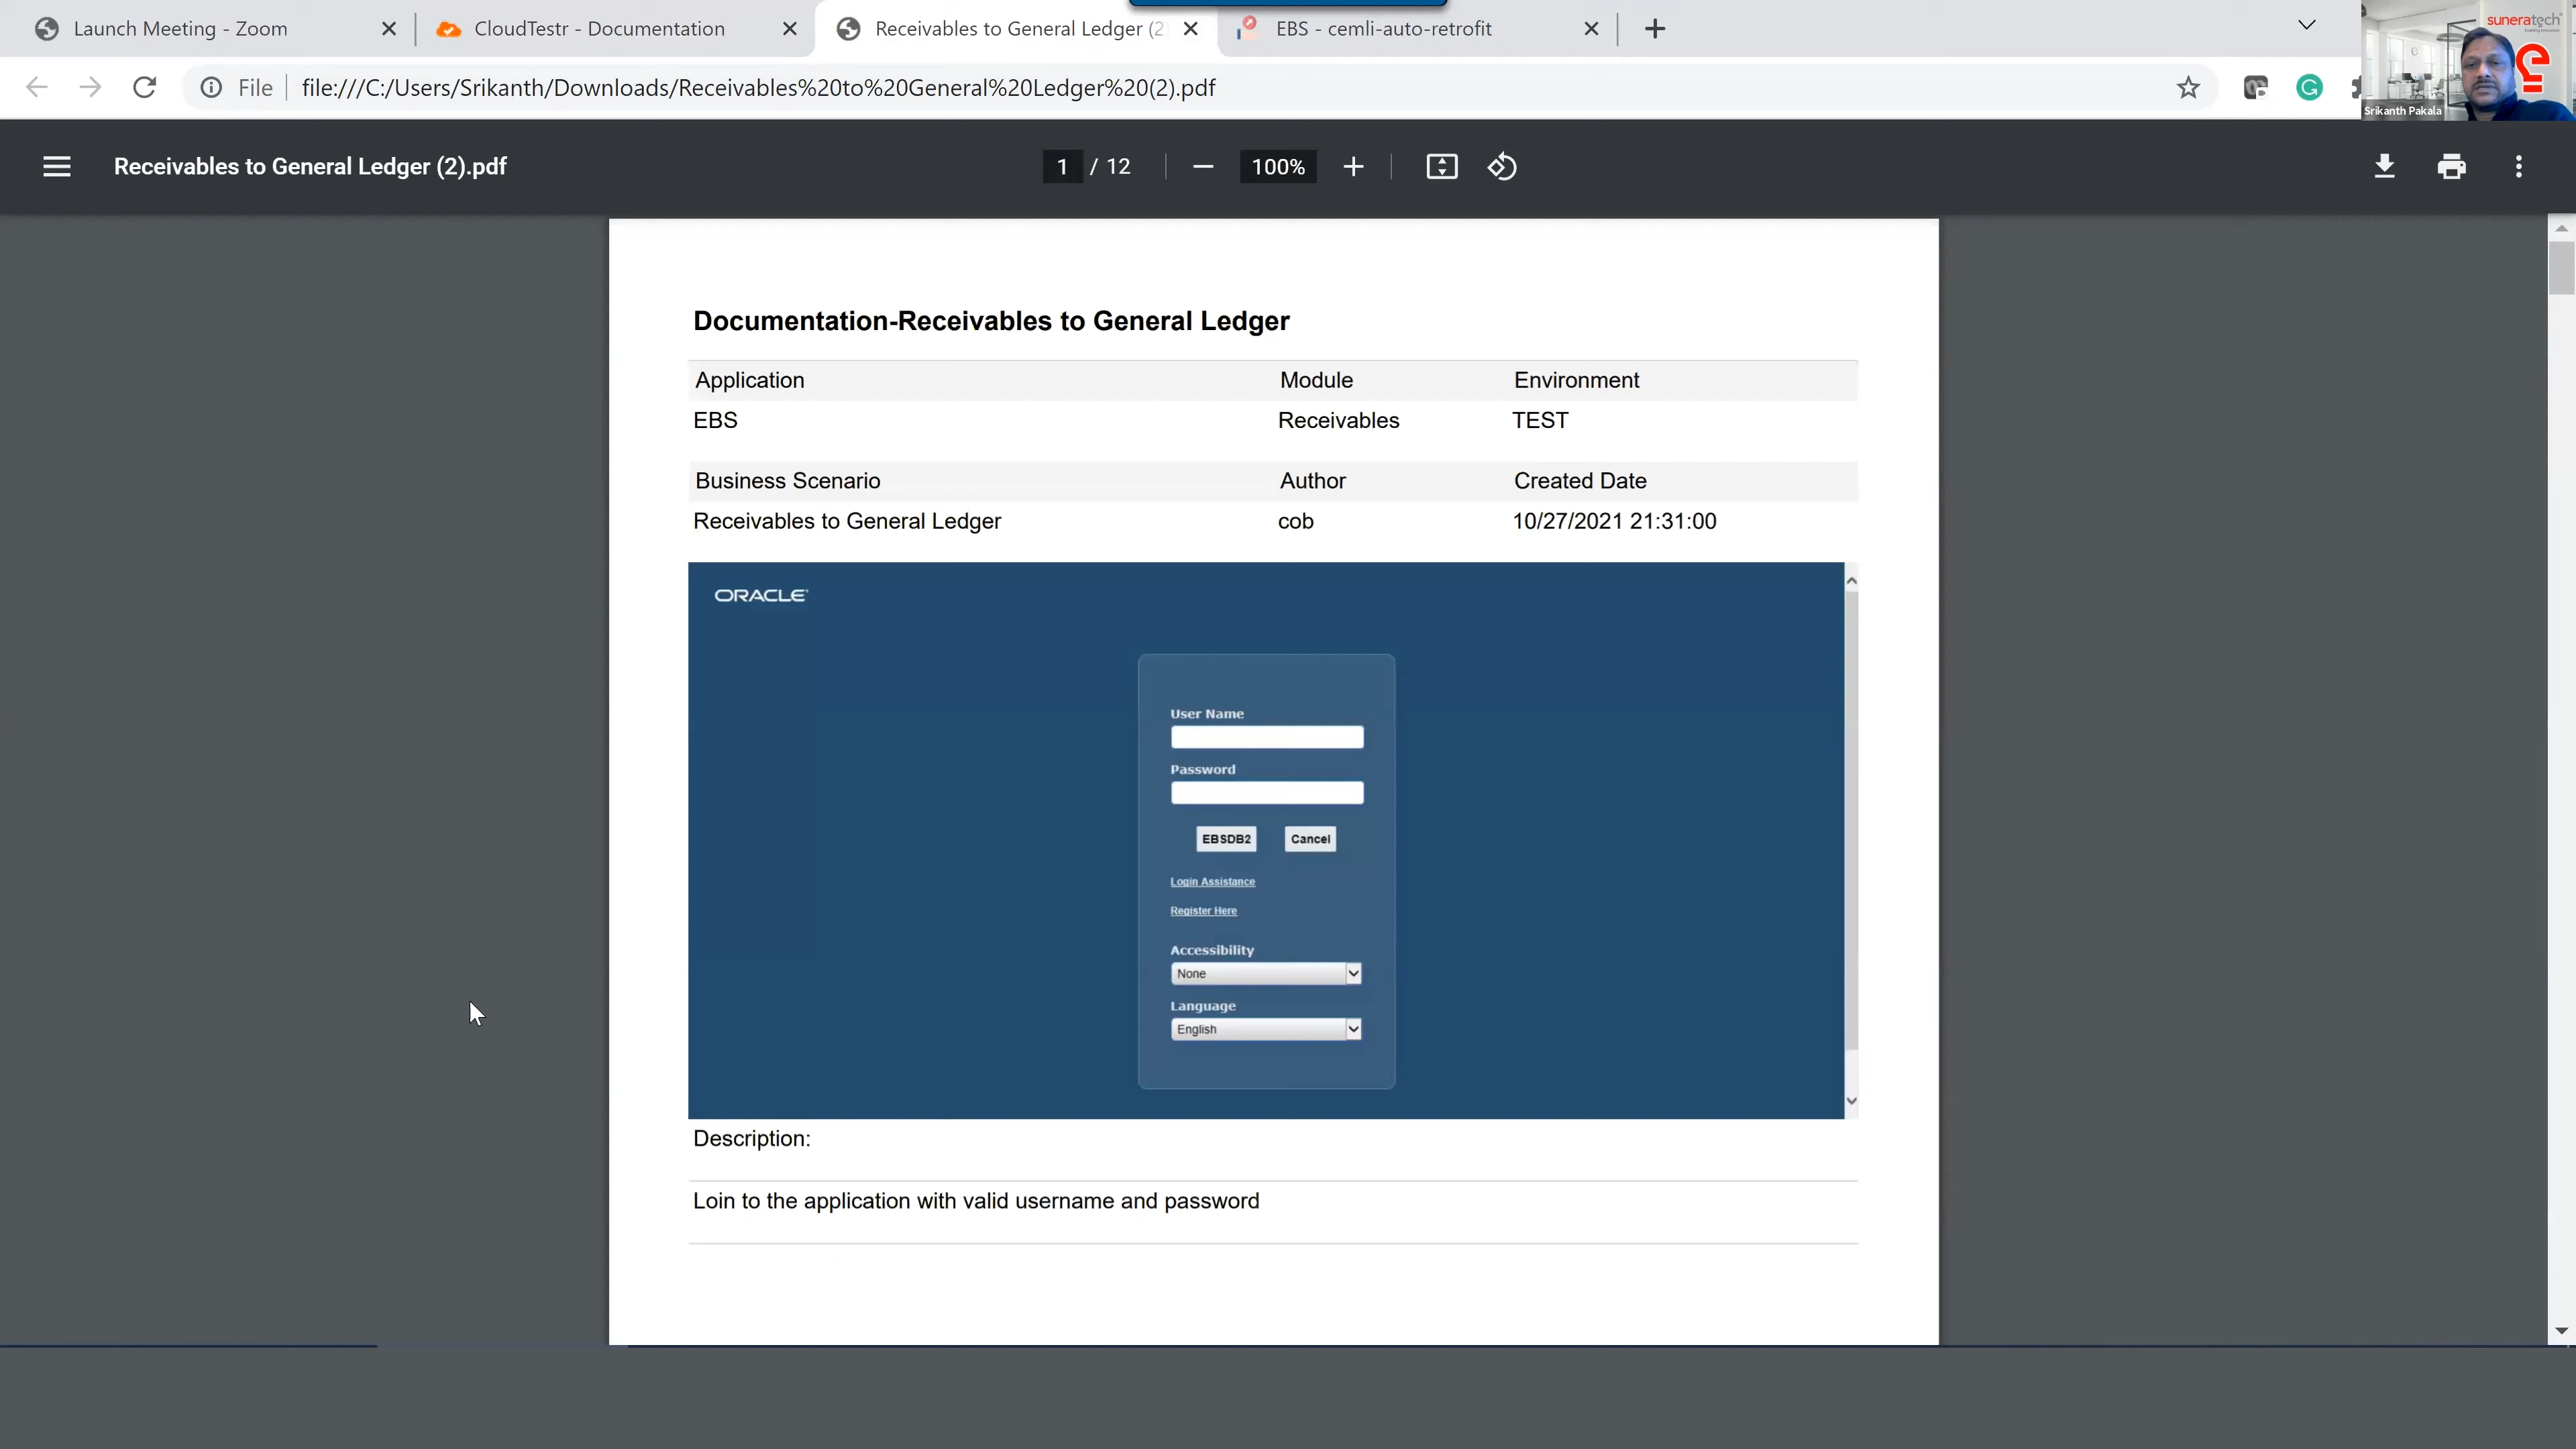 Launch Meeting - Zoom
CloudTestr - Documentation
Receivables to General Ledger (2
EBS - cemli-auto-retrofit
suneratech
Srikanth Pakala
File
file:///C:/Users/Srikanth/Downloads/Receivables%20to%20General%20Ledger%20(2).pdf
Receivables to General Ledger (2).pdf
1 / 12
100%
Documentation-Receivables to General Ledger
Application Module Environment
EBS Receivables TEST
Business Scenario Author Created Date
Receivables to General Ledger cob 10/27/2021 21:31:00
ORACLE
User Name
Password
EBSDB2 Cancel
Login Assistance
Register Here
Accessibility
None
Language
English
Description:
Loin to the application with valid username and password